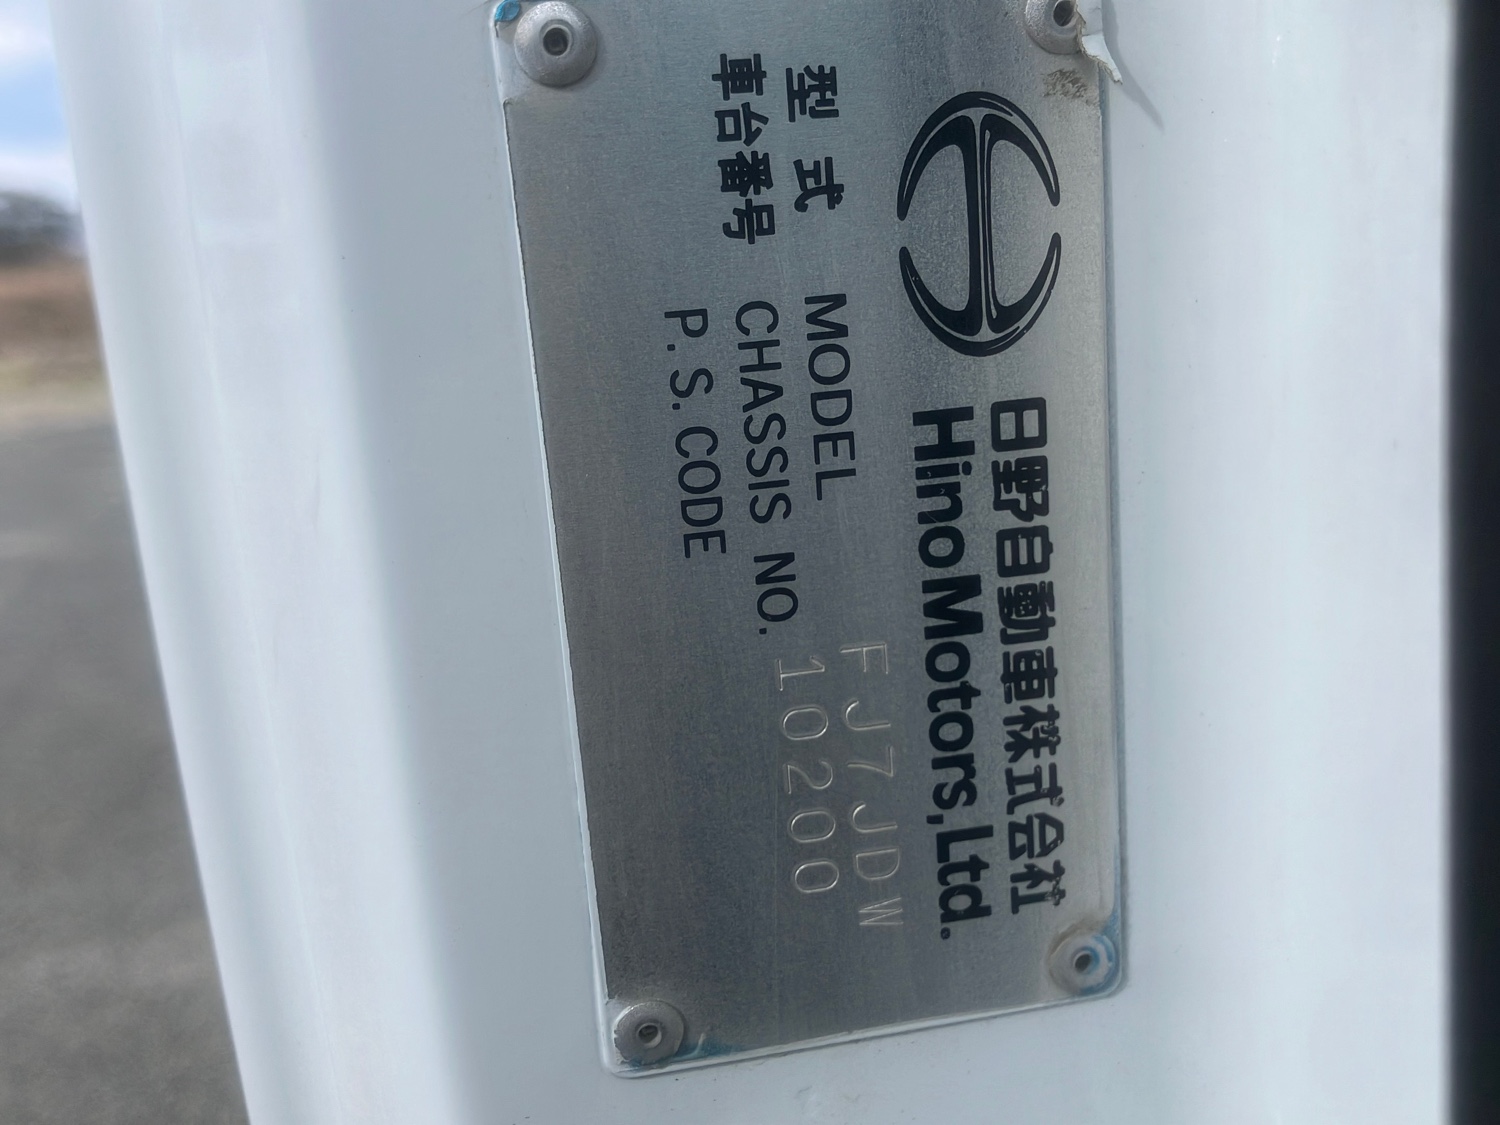 日野自動車株式会社
Hino Motors, Ltd.
型式 MODEL FJ7JDW
車台番号 CHASSIS NO. 10200
P.S. CODE